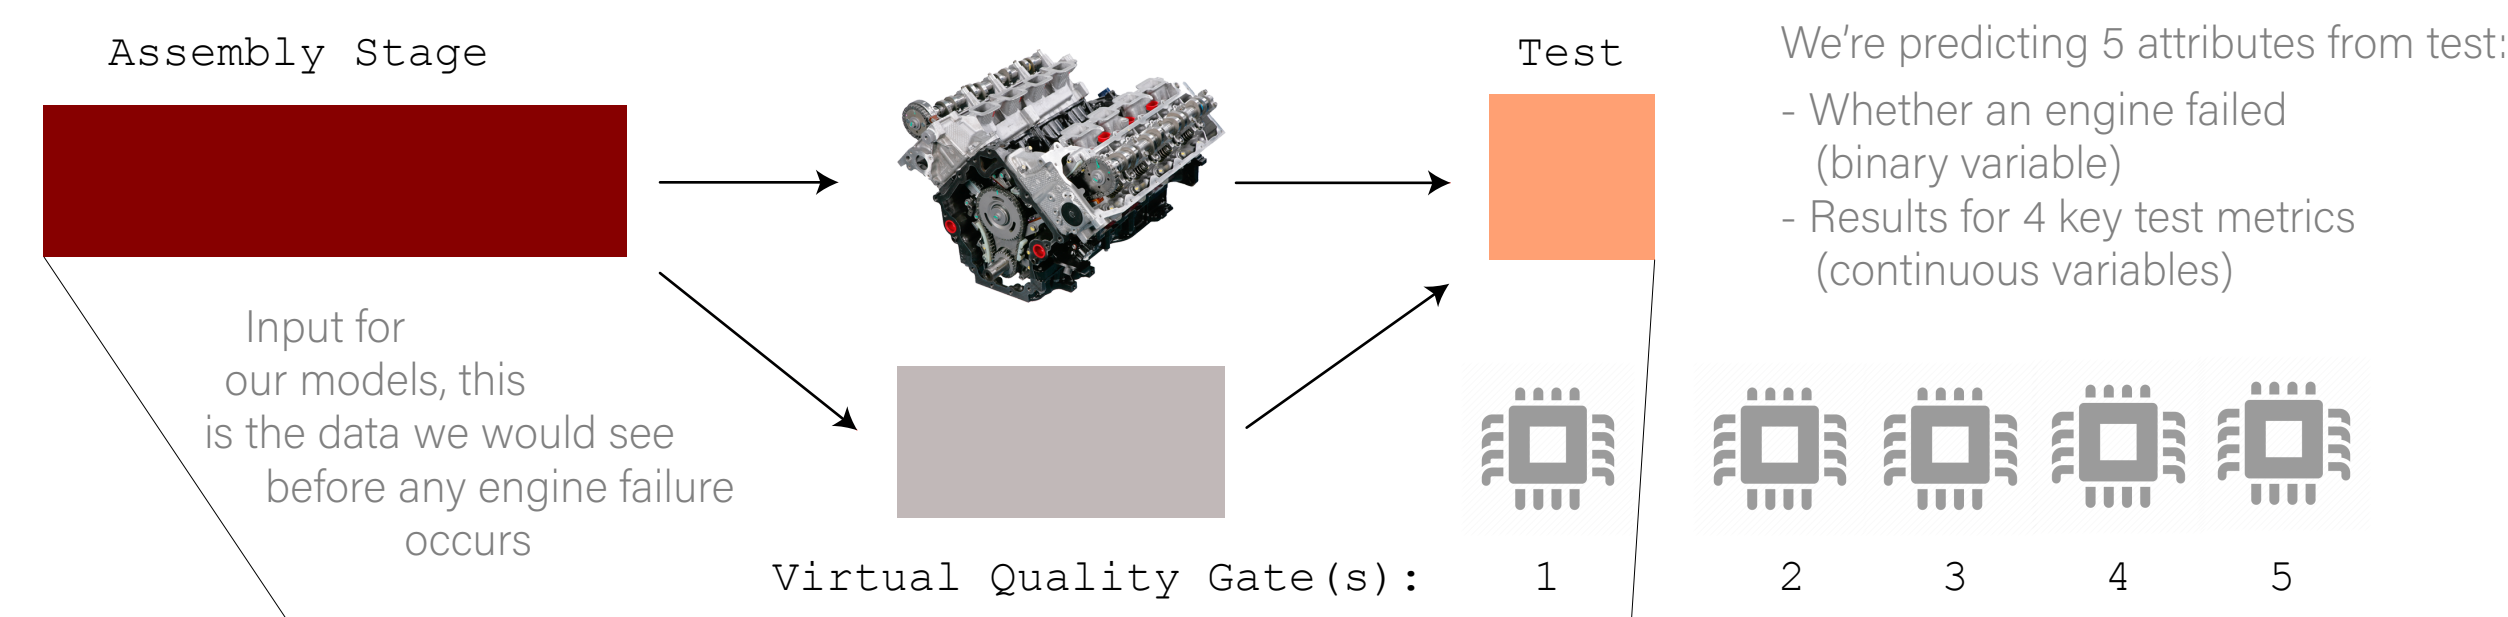 Assembly Stage
Test
We're predicting 5 attributes from test:
- Whether an engine failed
(binary variable)
- Results for 4 key test metrics
(continuous variables)
Input for
our models, this
is the data we would see
before any engine failure
occurs
Virtual Quality Gate(s): 1 2 3 4 5